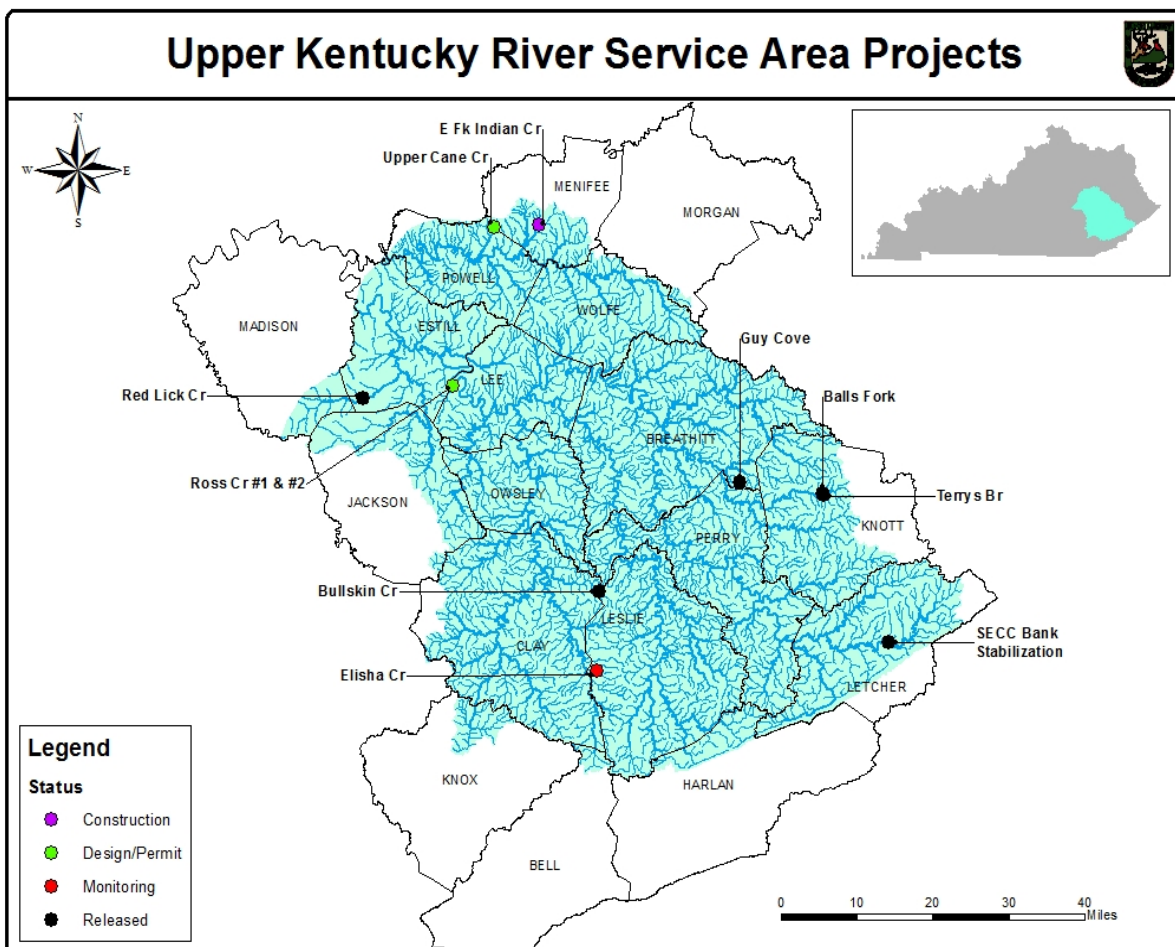 Upper Kentucky River Service Area Projects
N
W
E
S
E Fk Indian Cr
Upper Cane Cr
MENIFEE
MORGAN
POWELL
WOLFE
MADISON
ESTILL
Guy Cove
LEE
Red Lick Cr
Balls Fork
BREATHITT
Ross Cr #1 & #2
OWSLEY
JACKSON
Terrys Br
KNOTT
PERRY
Bullskin Cr
LESLIE
SECC Bank
Stabilization
CLAY
Elisha Cr
LETCHER
KNOX
HARLAN
BELL
Legend
Status
Construction
Design/Permit
Monitoring
Released
0 10 20 30 40
Miles